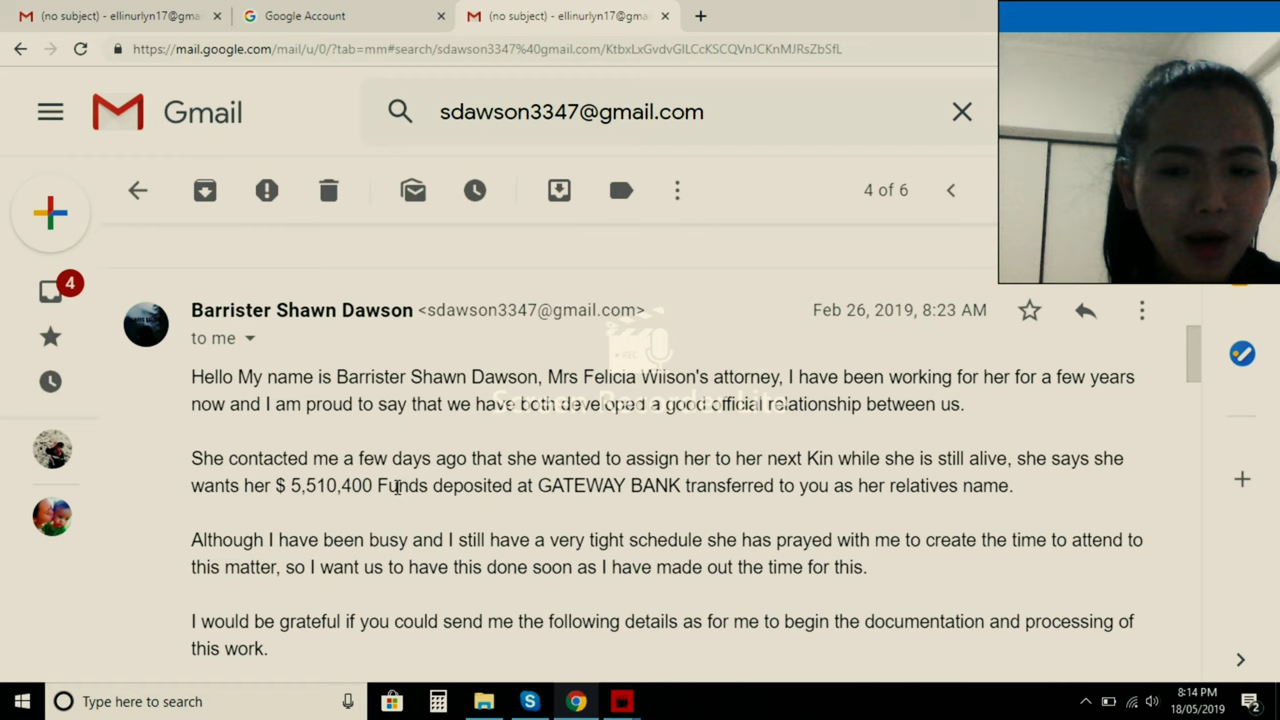 (no subject) - ellinurlyn17@gma
Google Account
(no subject) - ellinurlyn17@gma
https://mail.google.com/mail/u/0/?tab=mm#search/sdawson3347%40gmail.com/KtbxLxGvdvGlLCcKSCQVnJCKnMJRsZbSfL
Gmail
sdawson3347@gmail.com
4 of 6
4
Barrister Shawn Dawson <sdawson3347@gmail.com>
Feb 26, 2019, 8:23 AM
to me
REC
Hello My name is Barrister Shawn Dawson, Mrs Felicia Wilson's attorney, I have been working for her for a few years
now and I am proud to say that we have both developed a good official relationship between us.
Screen Recorder Lite
She contacted me a few days ago that she wanted to assign her to her next Kin while she is still alive, she says she
wants her $ 5,510,400 Funds deposited at GATEWAY BANK transferred to you as her relatives name.
Although I have been busy and I still have a very tight schedule she has prayed with me to create the time to attend to
this matter, so I want us to have this done soon as I have made out the time for this.
I would be grateful if you could send me the following details as for me to begin the documentation and processing of
this work.
Type here to search
8:14 PM
18/05/2019
2